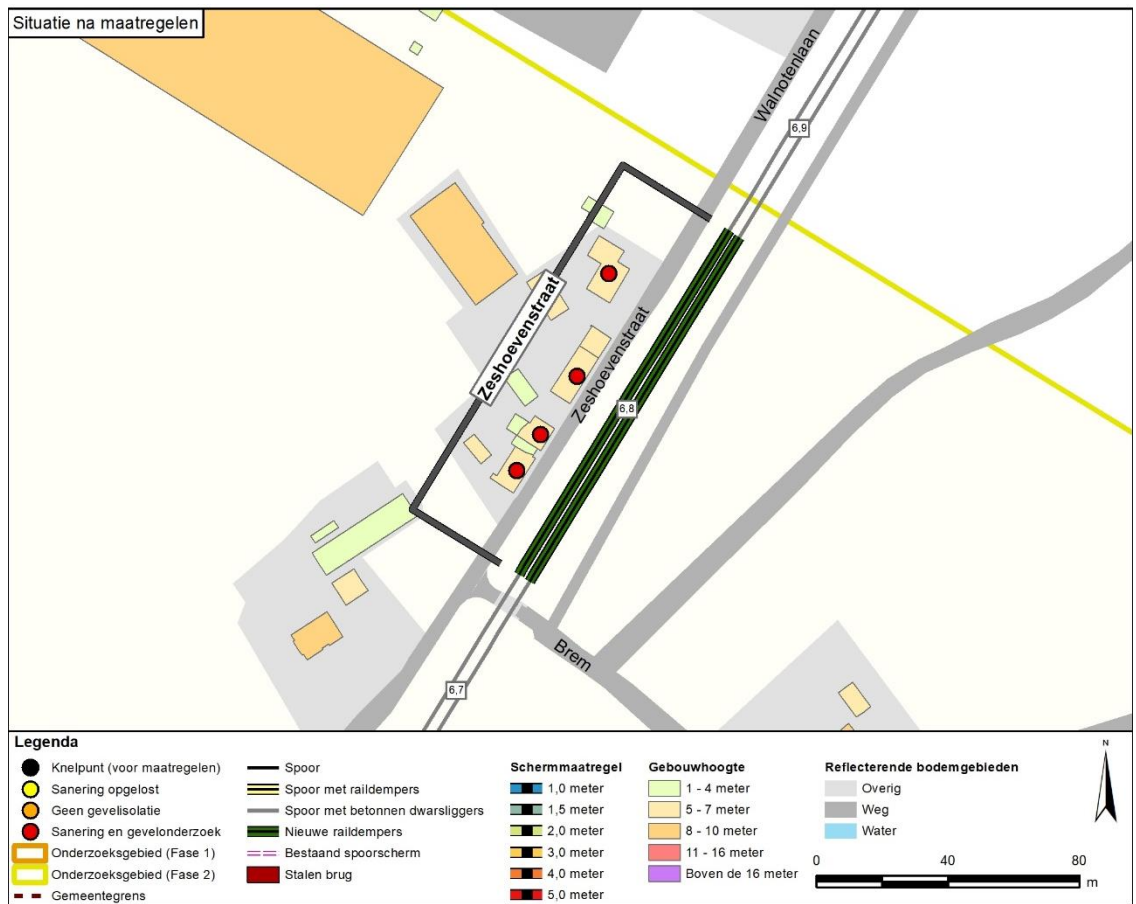 Situatie na maatregelen
Walnotenlaan
6,9
Zeshoevenstraat
Zeshoevenstraat
6,8
Brem
6,7
Legenda
Knelpunt (voor maatregelen)
Sanering opgelost
Geen gevelisolatie
Sanering en gevelonderzoek
Onderzoeksgebied (Fase 1)
Onderzoeksgebied (Fase 2)
Gemeentegrens
Spoor
Spoor met raildempers
Spoor met betonnen dwarsliggers
Nieuwe raildempers
Bestaand spoorscherm
Stalen brug
Schermmaatregel
1,0 meter
1,5 meter
2,0 meter
3,0 meter
4,0 meter
5,0 meter
Gebouwhoogte
1 - 4 meter
5 - 7 meter
8 - 10 meter
11 - 16 meter
Boven de 16 meter
Reflecterende bodemgebieden
Overig
Weg
Water
N
0 40 80
m